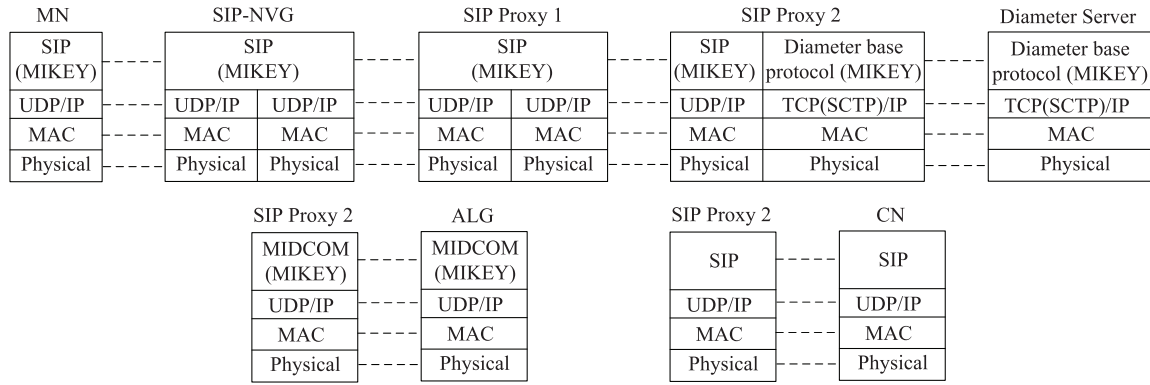 MN
SIP-NVG
SIP Proxy 1
SIP Proxy 2
Diameter Server
SIP
(MIKEY)
SIP
(MIKEY)
SIP
(MIKEY)
SIP
(MIKEY)
Diameter base
protocol (MIKEY)
Diameter base
protocol (MIKEY)
UDP/IP
UDP/IP
UDP/IP
UDP/IP
UDP/IP
UDP/IP
TCP(SCTP)/IP
TCP(SCTP)/IP
MAC
MAC
MAC
MAC
MAC
MAC
MAC
MAC
Physical
Physical
Physical
Physical
Physical
Physical
Physical
Physical
SIP Proxy 2
ALG
MIDCOM
(MIKEY)
MIDCOM
(MIKEY)
UDP/IP
UDP/IP
MAC
MAC
Physical
Physical
SIP Proxy 2
CN
SIP
SIP
UDP/IP
UDP/IP
MAC
MAC
Physical
Physical